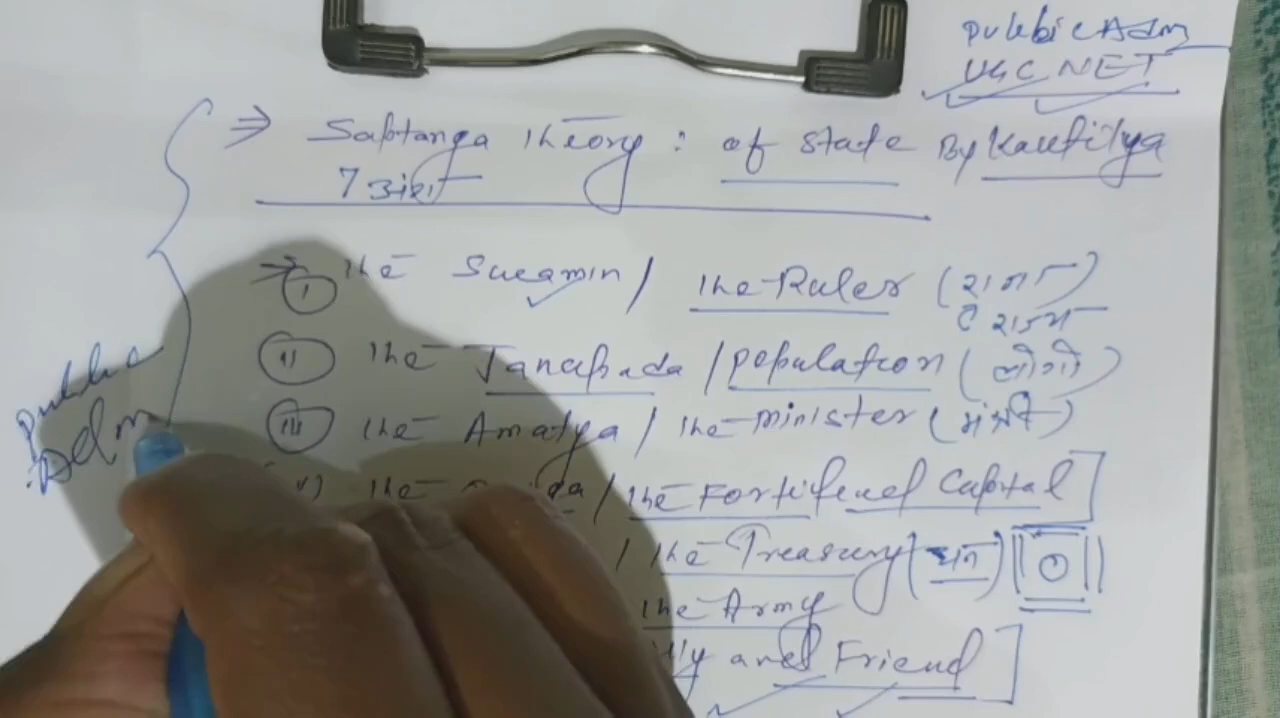 Public Adm
UGC NET
⇒ Saptanga Theory : of State By Kautilya
7 अंग
→ (I) The Swamin / The Ruler (राजा)
राजा
(II) The Janapada / Population (लोगो)
(III) The Amatya / The minister (मंत्री)
The / The Fortified Capital]
/ The Treasury (धन)
The Army
and Friend]
Public
Adm